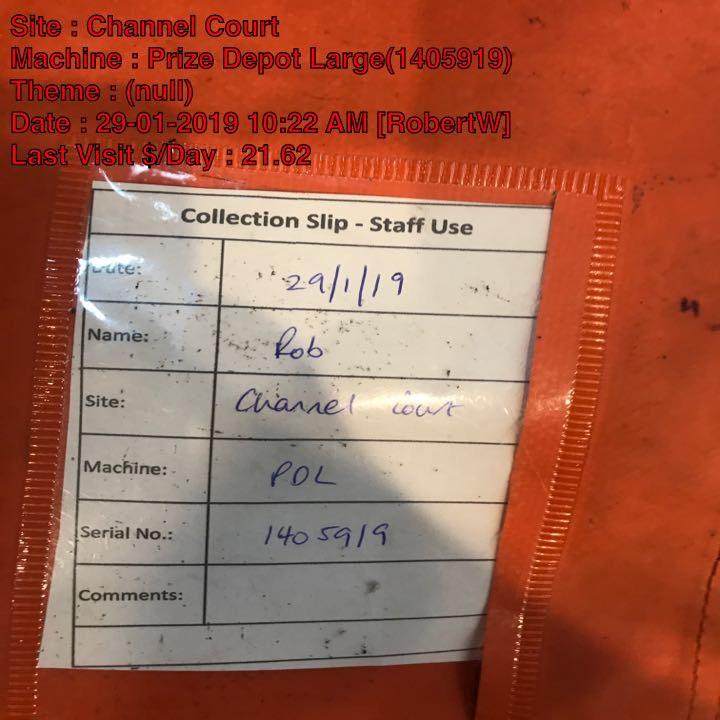 Site : Channel Court
Machine : Prize Depot Large(1405919)
Theme : (null)
Date : 29-01-2019 10:22 AM [RobertW]
Last Visit $/Day : 21.62
Collection Slip - Staff Use
Date: 29/1/19
Name: Rob
Site: Channel Court
Machine: PDL
Serial No.: 1405919
Comments: